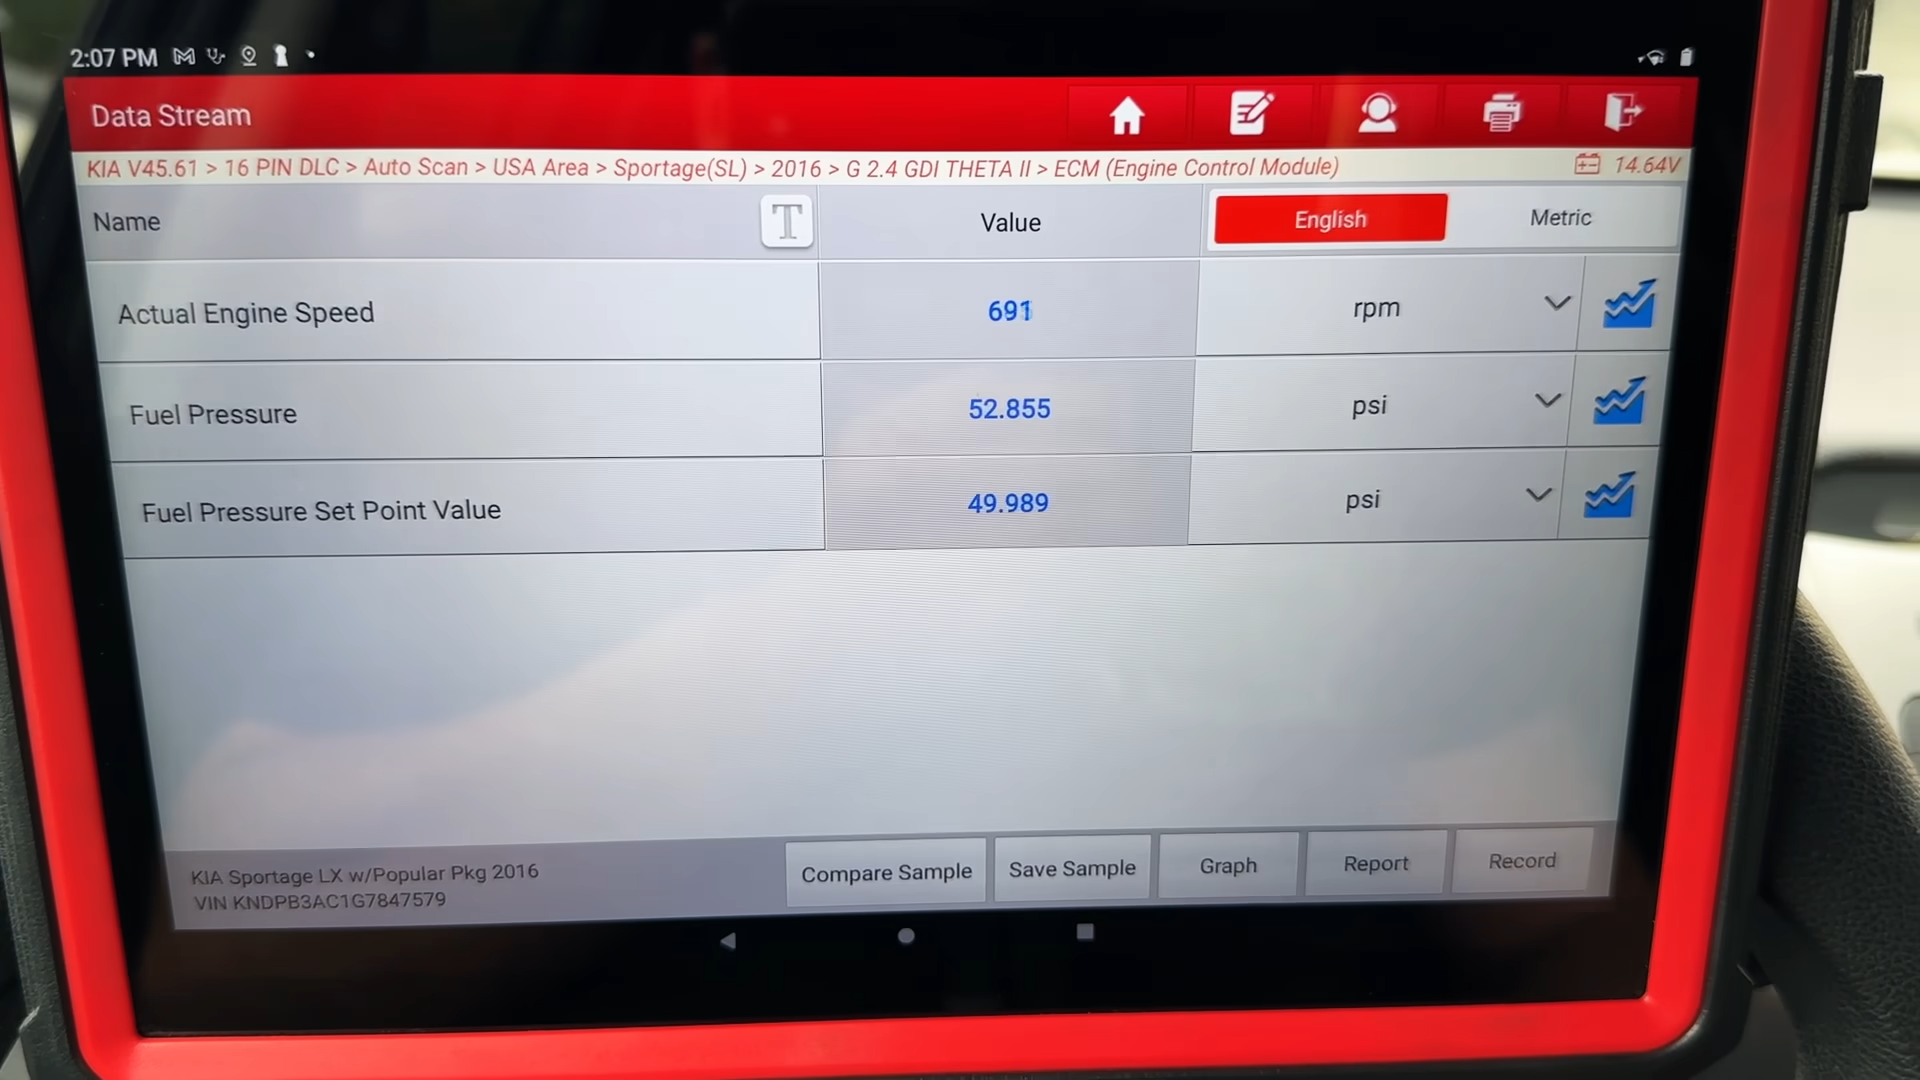 2:07 PM
Data Stream
KIA V45.61 > 16 PIN DLC > Auto Scan > USA Area > Sportage(SL) > 2016 > G 2.4 GDI THETA II > ECM (Engine Control Module) 14.64V
Name T Value English Metric
Actual Engine Speed 691 rpm
Fuel Pressure 52.855 psi
Fuel Pressure Set Point Value 49.989 psi
KIA Sportage LX w/Popular Pkg 2016
VIN KNDPB3AC1G7847579
Compare Sample Save Sample Graph Report Record